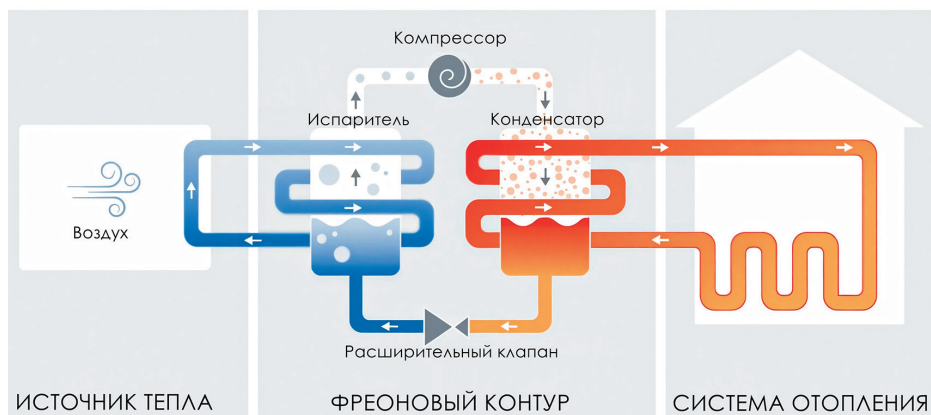 Компрессор
Испаритель
Конденсатор
Воздух
Расширительный клапан
ИСТОЧНИК ТЕПЛА
ФРЕОНОВЫЙ КОНТУР
СИСТЕМА ОТОПЛЕНИЯ